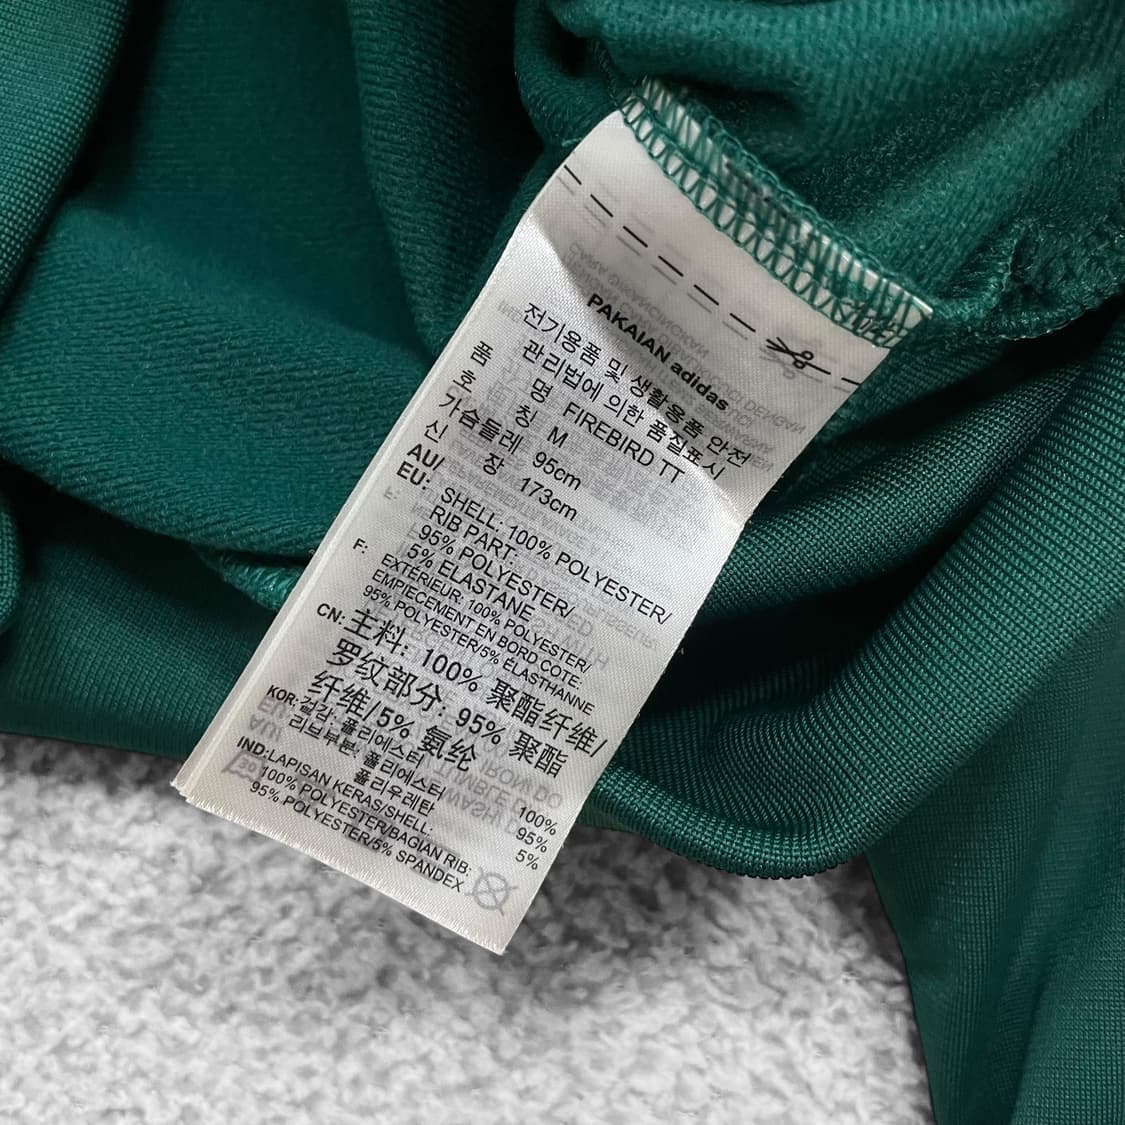 PAKAIAN adidas
전기용품 및 생활용품 안전
관리법에 의한 품질표시
품 명 FIREBIRD TT
호 칭 M
가슴둘레 95cm
신 장 173cm
AU/
EU: SHELL: 100% POLYESTER/
RIB PART:
95% POLYESTER/
5% ELASTANE
F: EXTÉRIEUR: 100% POLYESTER/
EMPIECEMENT EN BORD COTE:
95% POLYESTER/5% ÉLASTHANNE
CN: 主料: 100% 聚酯纤维/
罗纹部分: 95% 聚酯
纤维/5% 氨纶
KOR: 겉감: 폴리에스터 100%
리브부분: 폴리에스터 95%
폴리우레탄 5%
IND:LAPISAN KERAS/SHELL:
100% POLYESTER/BAGIAN RIB:
95% POLYESTER/5% SPANDEX